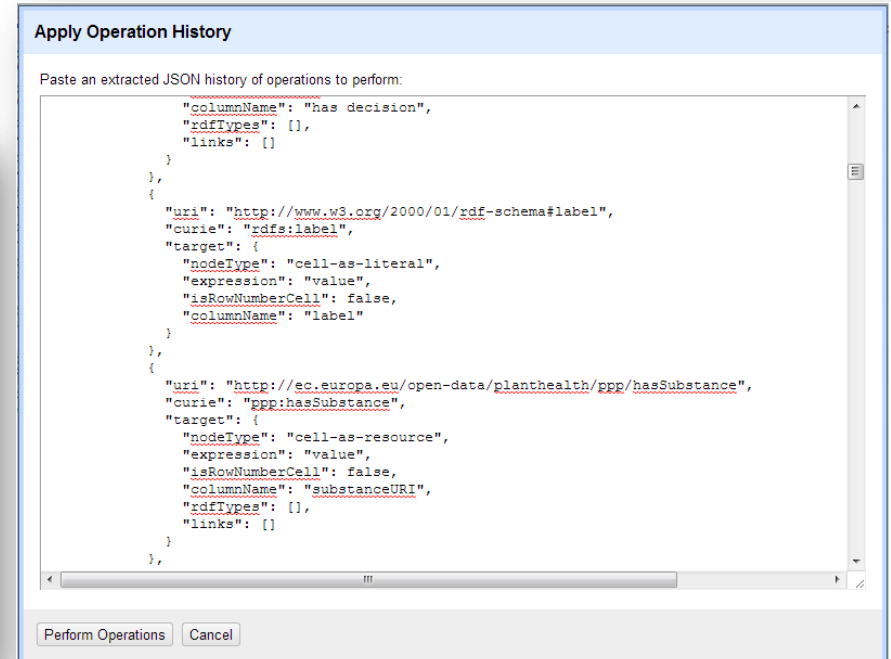 Apply Operation History
Paste an extracted JSON history of operations to perform:
"columnName": "has decision",
"rdfTypes": [],
"links": []
}
},
{
"uri": "http://www.w3.org/2000/01/rdf-schema#label",
"curie": "rdfs:label",
"target": {
"nodeType": "cell-as-literal",
"expression": "value",
"isRowNumberCell": false,
"columnName": "label"
}
},
{
"uri": "http://ec.europa.eu/open-data/planthealth/ppp/hasSubstance",
"curie": "ppp:hasSubstance",
"target": {
"nodeType": "cell-as-resource",
"expression": "value",
"isRowNumberCell": false,
"columnName": "substanceURI",
"rdfTypes": [],
"links": []
}
},
Perform Operations Cancel